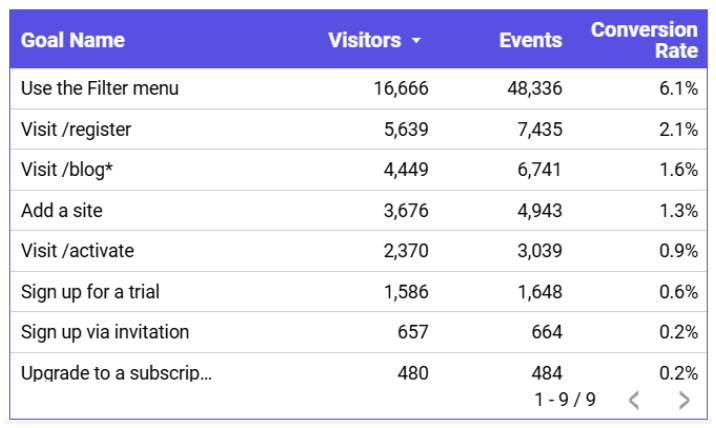 Goal Name Visitors Events Conversion Rate
Use the Filter menu 16,666 48,336 6.1%
Visit /register 5,639 7,435 2.1%
Visit /blog* 4,449 6,741 1.6%
Add a site 3,676 4,943 1.3%
Visit /activate 2,370 3,039 0.9%
Sign up for a trial 1,586 1,648 0.6%
Sign up via invitation 657 664 0.2%
Upgrade to a subscrip... 480 484 0.2%
1 - 9 / 9